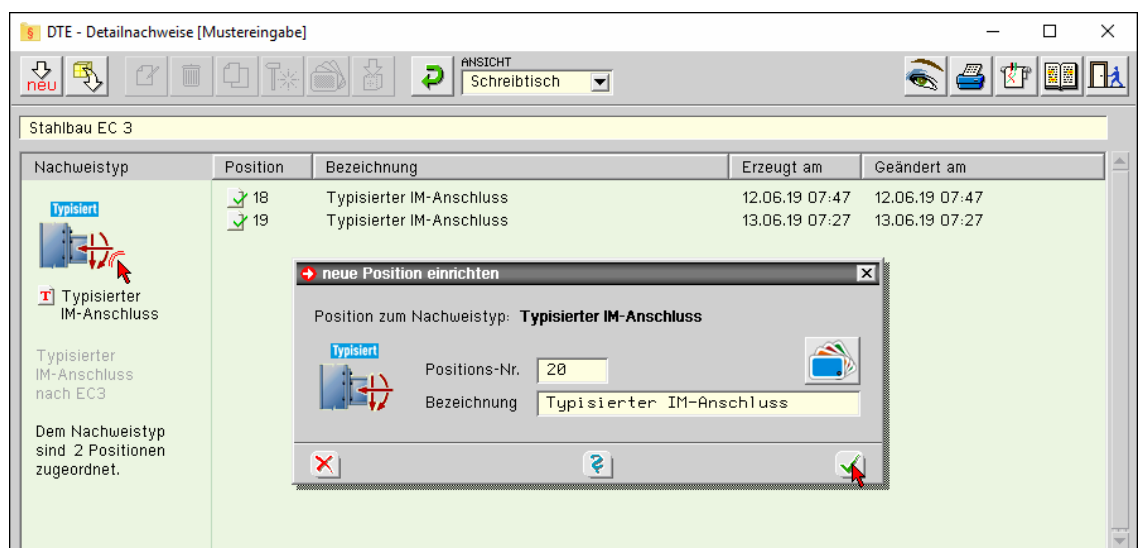 DTE - Detailnachweise [Mustereingabe]
neu
ANSICHT
Schreibtisch
Stahlbau EC 3
Nachweistyp Position Bezeichnung Erzeugt am Geändert am
Typisiert
18 Typisierter IM-Anschluss 12.06.19 07:47 12.06.19 07:47
19 Typisierter IM-Anschluss 13.06.19 07:27 13.06.19 07:27
T Typisierter
IM-Anschluss
Typisierter
IM-Anschluss
nach EC3
Dem Nachweistyp
sind 2 Positionen
zugeordnet.
neue Position einrichten
Position zum Nachweistyp: Typisierter IM-Anschluss
Typisiert
Positions-Nr. 20
Bezeichnung Typisierter IM-Anschluss